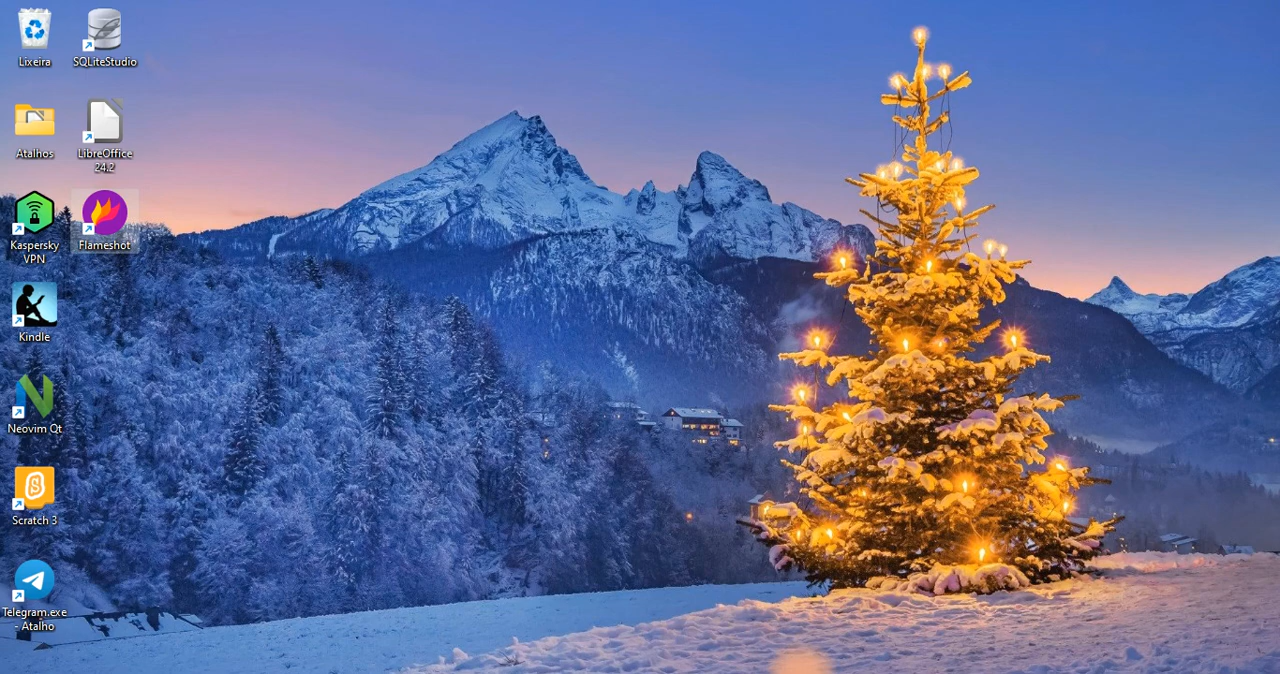 Lixeira
SQLiteStudio
Atalhos
LibreOffice
24.2
Kaspersky
VPN
Flameshot
Kindle
Neovim Qt
Scratch 3
Telegram.exe
- Atalho